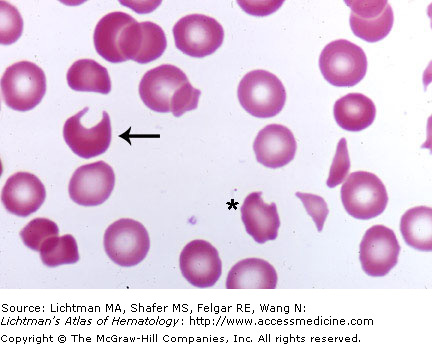 *
Source: Lichtman MA, Shafer MS, Felgar RE, Wang N:
Lichtman's Atlas of Hematology: http://www.accessmedicine.com
Copyright © The McGraw-Hill Companies, Inc. All rights reserved.